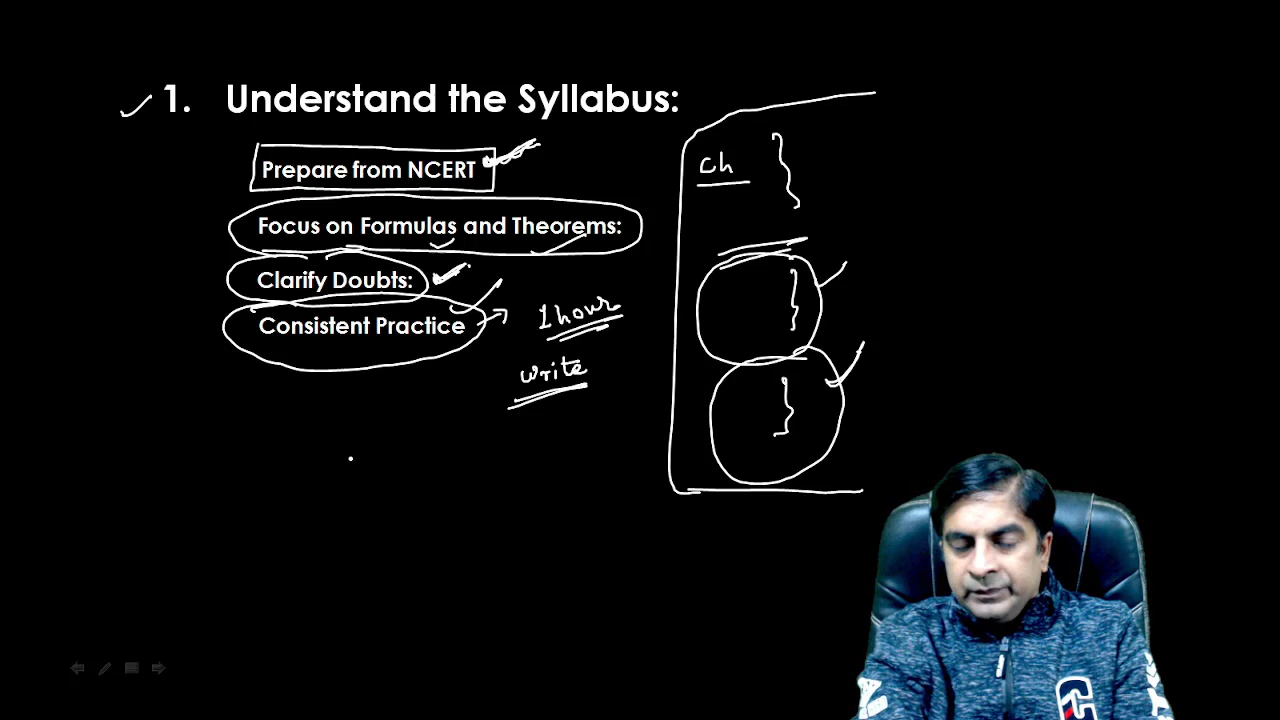 1. Understand the Syllabus:
Prepare from NCERT
Focus on Formulas and Theorems:
Clarify Doubts:
Consistent Practice
1 hour
write
Ch